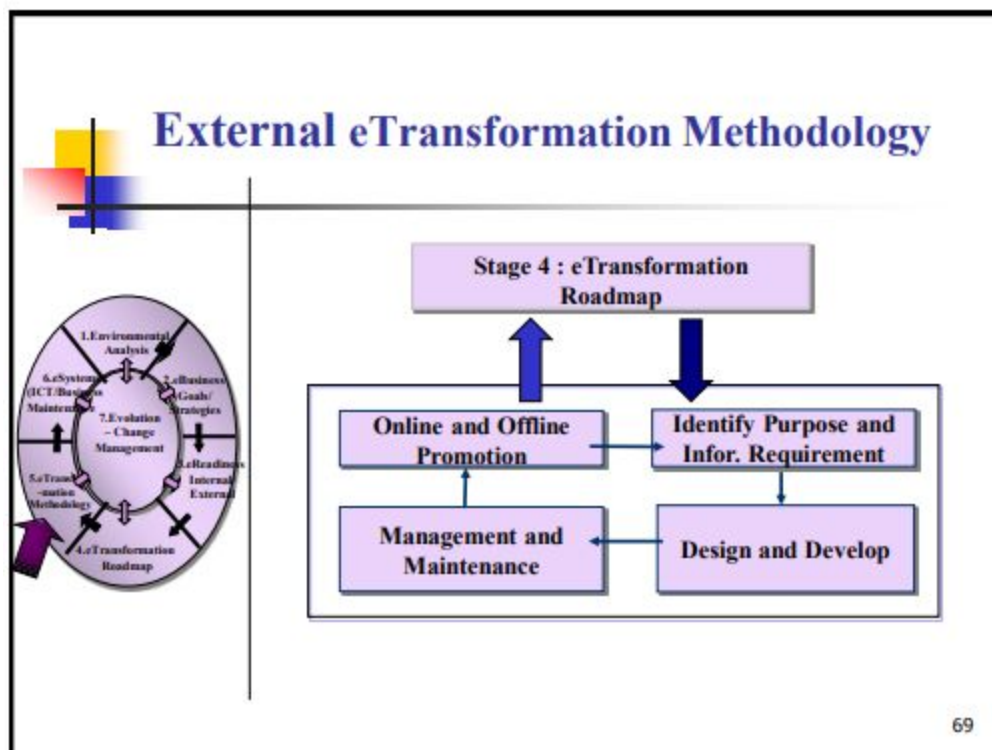 External eTransformation Methodology
Stage 4 : eTransformation
Roadmap
1.Environmental
Analysis
6.eSystem
(ICT/Business
Maintenance
2.eBusiness
Goals/
Strategies
7.Evolution
– Change
Management
3.eReadiness
Internal
External
5.eTransfor
-mation
Methodology
4.eTransformation
Roadmap
Online and Offline
Promotion
Identify Purpose and
Infor. Requirement
Management and
Maintenance
Design and Develop
69